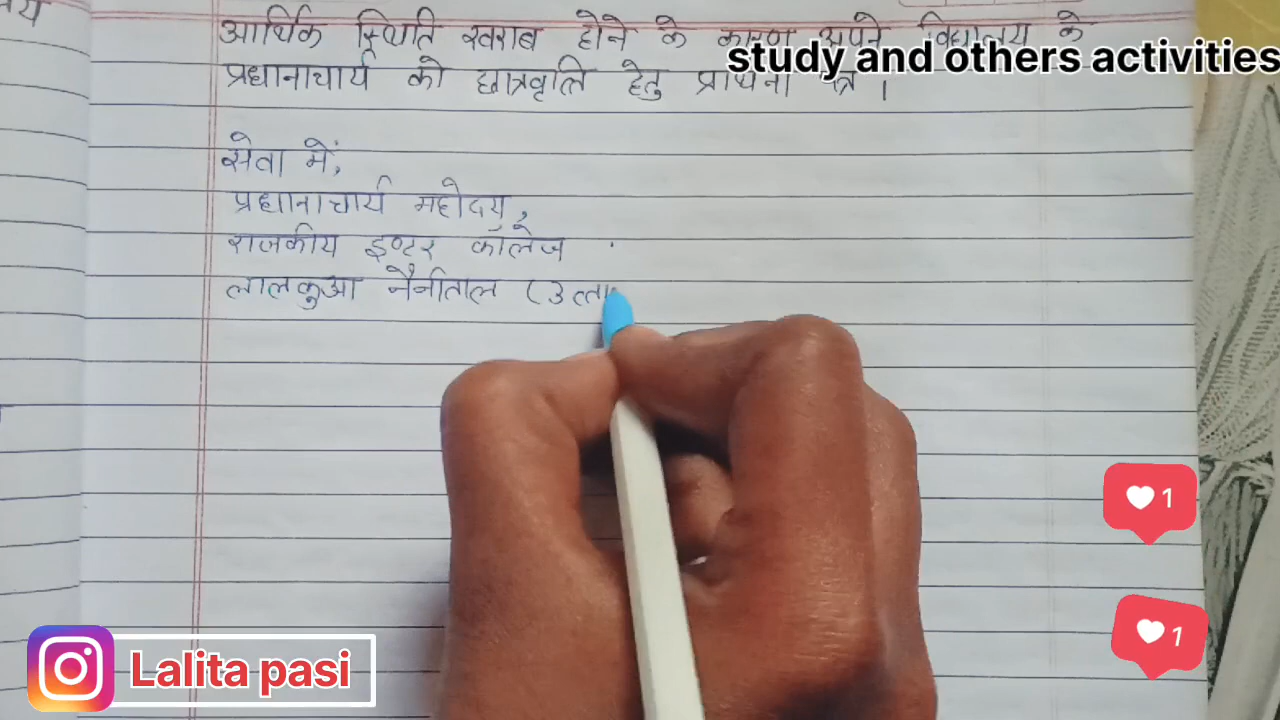 आर्थिक स्थिति खराब होने के कारण अपने विद्यालय के
study and others activities
प्रधानाचार्य को छात्रवृत्ति हेतु प्रार्थना पत्र ।
सेवा में,
प्रधानाचार्य महोदय,
राजकीय इण्टर कॉलेज
लालकुआ नैनीताल (उत्त
1
1
Lalita pasi